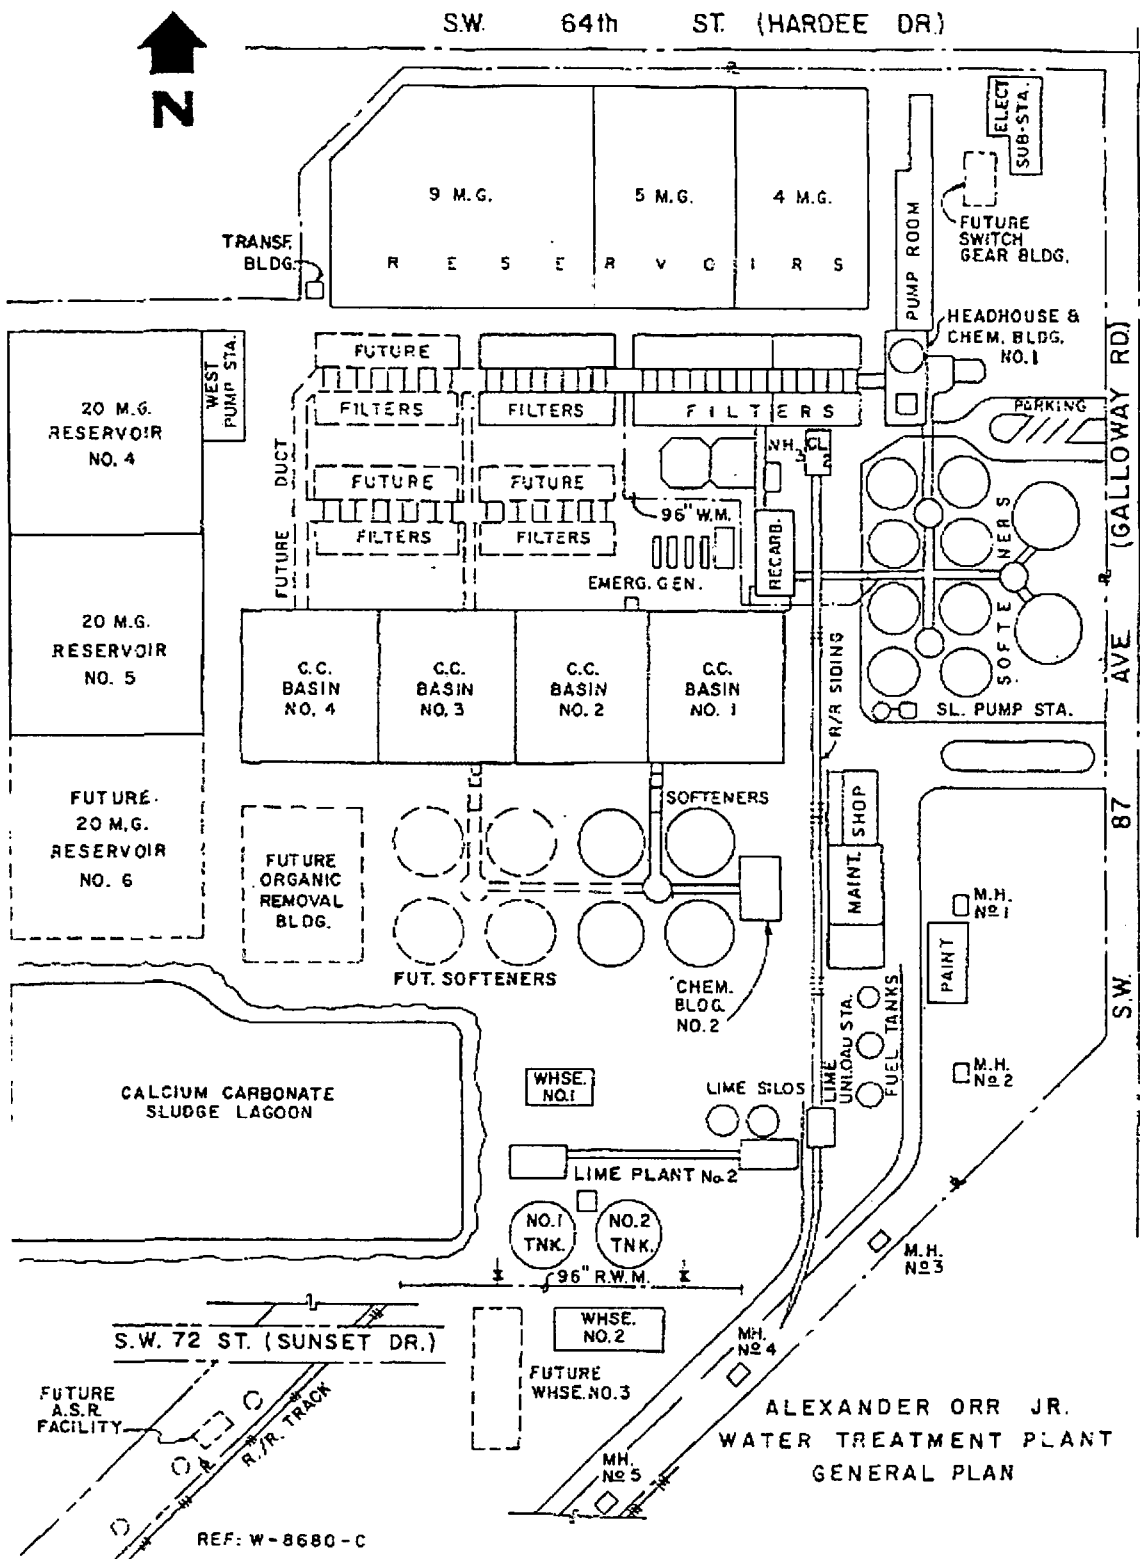 S.W. 64th ST. (HARDEE DR.)
N
ELECT
SUB-STA.
9 M.G.
5 M.G.
4 M.G.
RESERVOIRS
TRANSF.
BLDG.
PUMP ROOM
FUTURE
SWITCH
GEAR BLDG.
HEADHOUSE &
CHEM. BLDG.
NO. 1
WEST
PUMP STA.
FUTURE
FILTERS
FILTERS
FILTERS
PARKING
20 M.G.
RESERVOIR
NO. 4
FUTURE DUCT
FUTURE
FILTERS
FUTURE
FILTERS
NH.3
CL2
96" W.M.
RECARB.
EMERG. GEN.
SOFTENERS
S.W. 87 AVE (GALLOWAY RD.)
20 M.G.
RESERVOIR
NO. 5
C.C.
BASIN
NO. 4
C.C.
BASIN
NO. 3
C.C.
BASIN
NO. 2
C.C.
BASIN
NO. 1
R/R SIDING
SL. PUMP STA.
FUTURE
20 M.G.
RESERVOIR
NO. 6
FUTURE
ORGANIC
REMOVAL
BLDG.
SOFTENERS
SHOP
MAINT.
FUT. SOFTENERS
CHEM.
BLDG.
NO. 2
M.H.
No 1
PAINT
LIME
UNLOAD STA.
FUEL TANKS
M.H.
No 2
CALCIUM CARBONATE
SLUDGE LAGOON
WHSE.
NO. 1
LIME SILOS
LIME PLANT No. 2
NO. 1
TNK.
NO. 2
TNK.
M.H.
No 3
96" R.W.M.
S.W. 72 ST. (SUNSET DR.)
WHSE.
NO. 2
MH.
No 4
FUTURE
WHSE. NO. 3
FUTURE
A.S.R.
FACILITY
R./R. TRACK
MH.
No 5
ALEXANDER ORR JR.
WATER TREATMENT PLANT
GENERAL PLAN
REF: W-8680-C